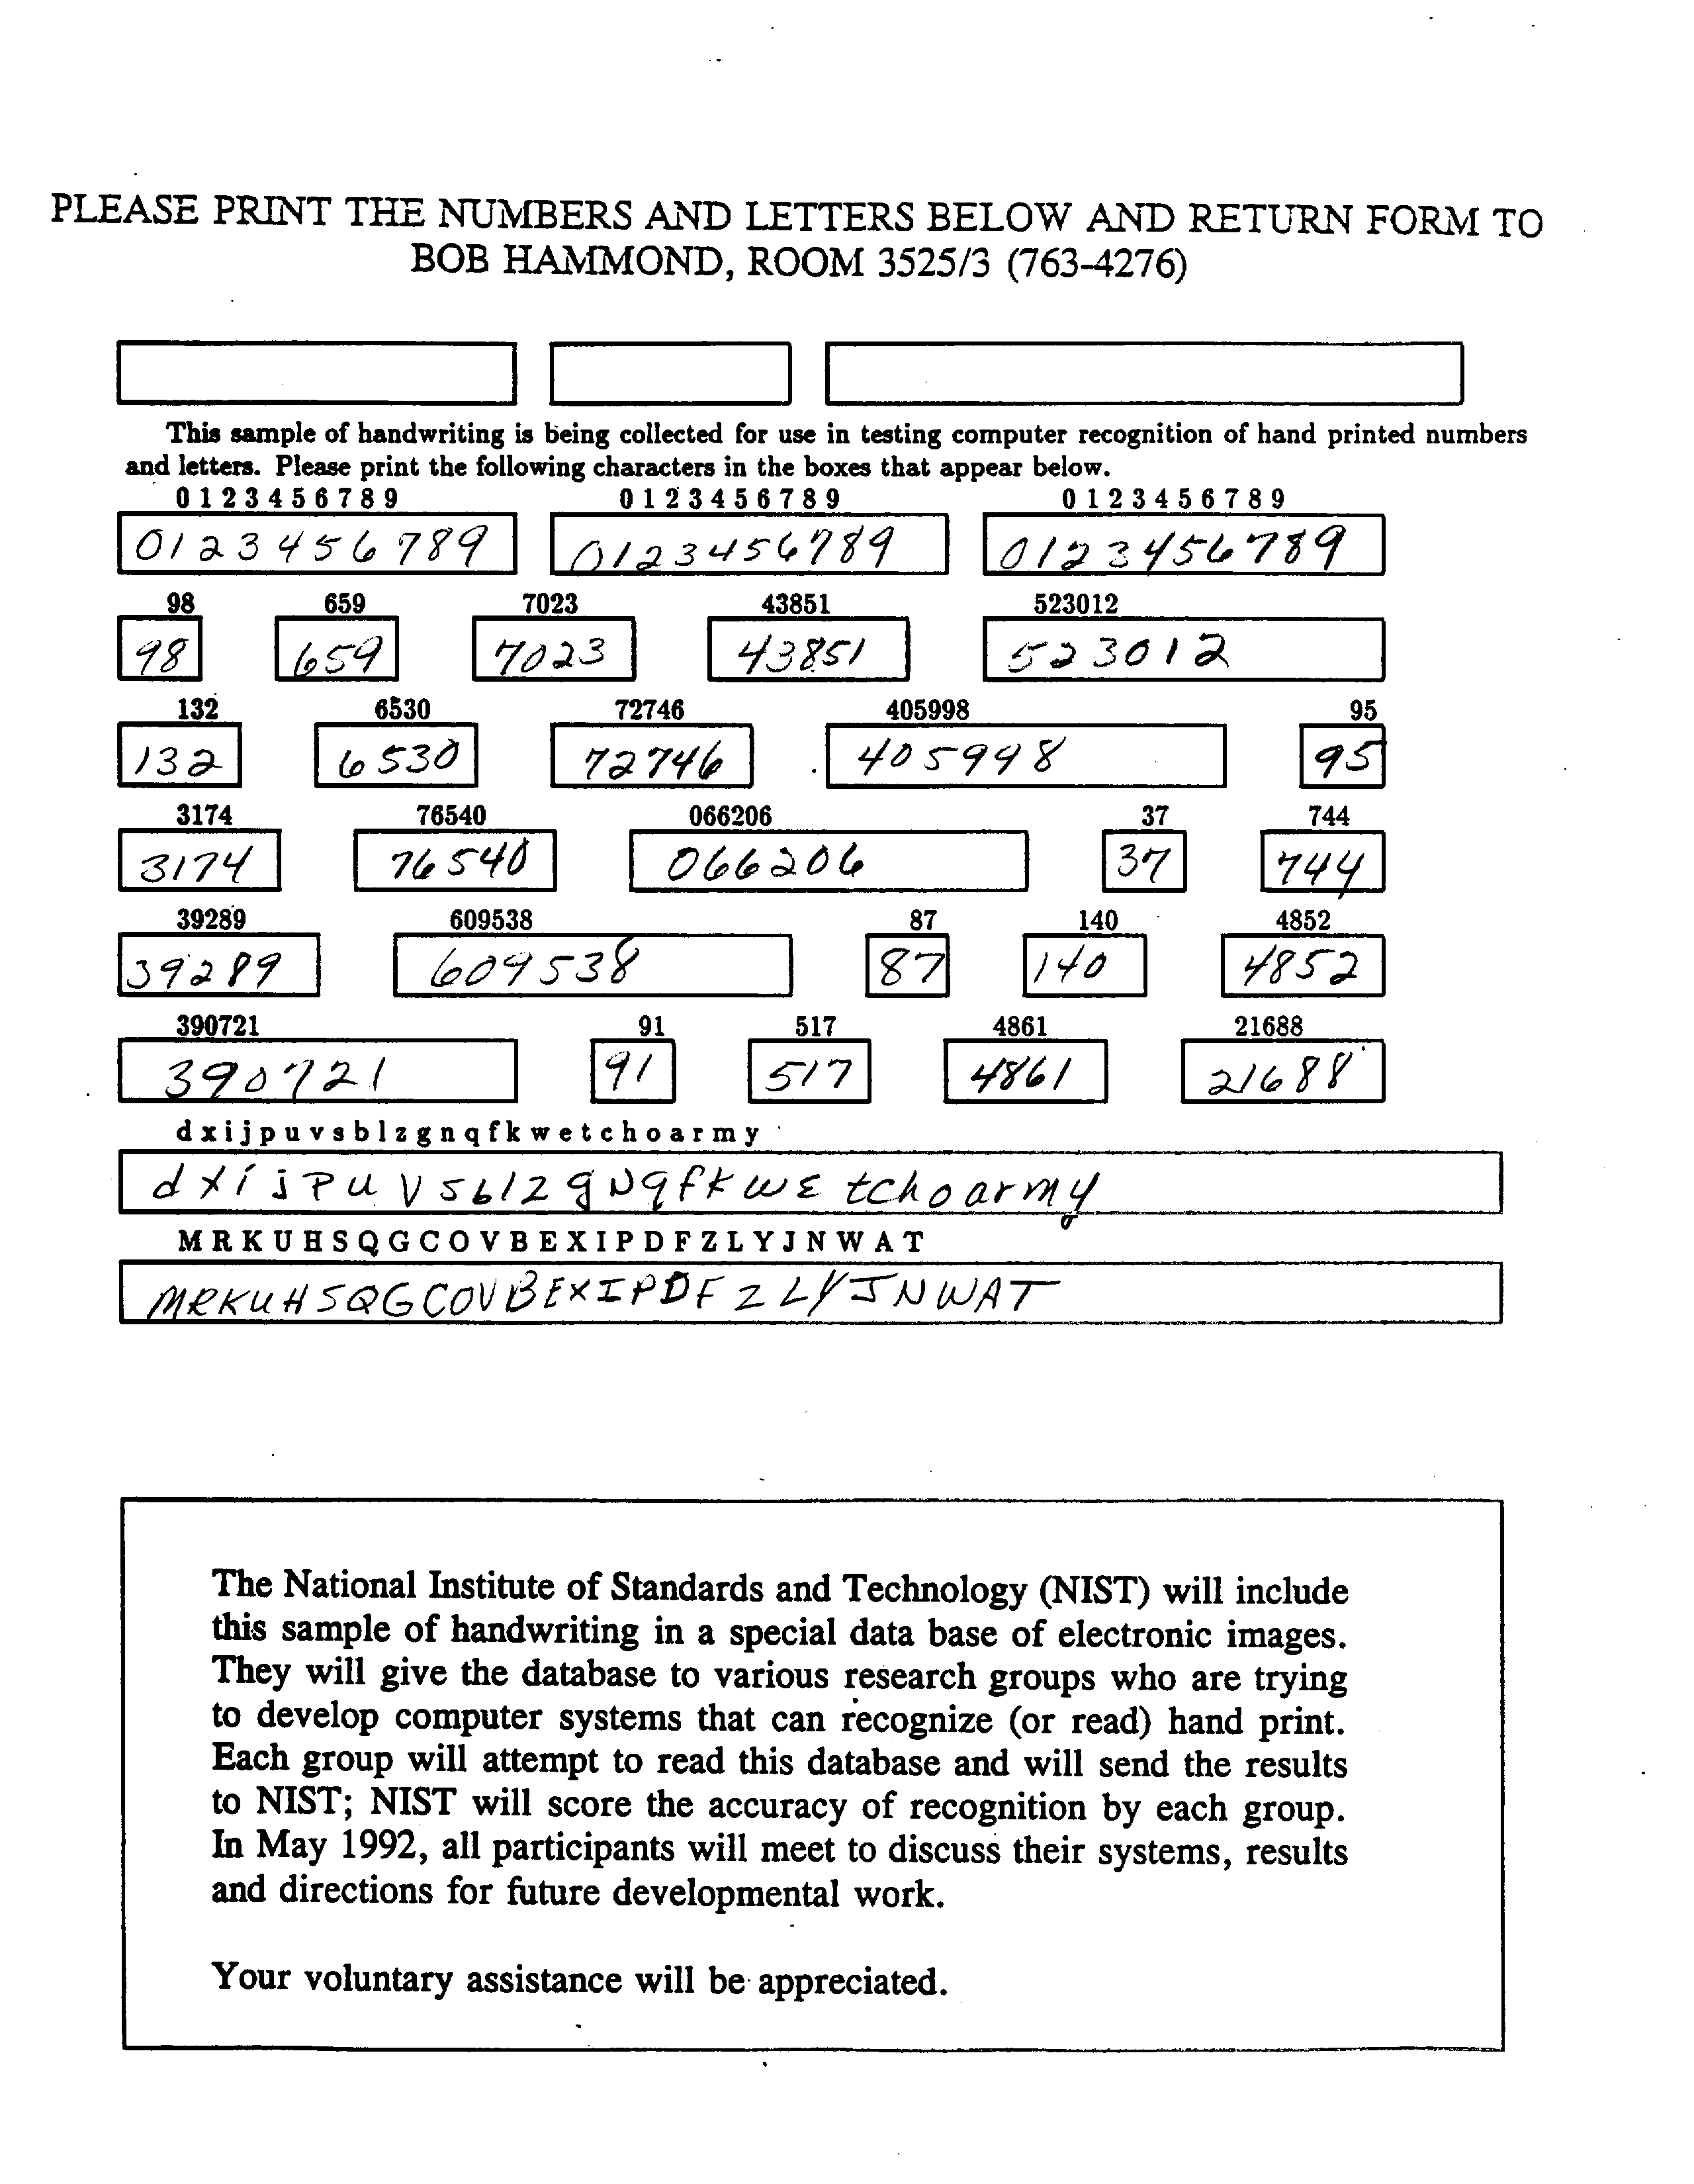 PLEASE PRINT THE NUMBERS AND LETTERS BELOW AND RETURN FORM TO
BOB HAMMOND, ROOM 3525/3 (763-4276)
This sample of handwriting is being collected for use in testing computer recognition of hand printed numbers
and letters. Please print the following characters in the boxes that appear below.
0 1 2 3 4 5 6 7 8 9 0 1 2 3 4 5 6 7 8 9 0 1 2 3 4 5 6 7 8 9
0123456789 0123456789 0123456789
98 659 7023 43851 523012
98 659 7023 43851 523012
132 6530 72746 405998 95
132 6530 72746 405998 95
3174 76540 066206 37 744
3174 76540 066206 37 744
39289 609538 87 140 4852
39289 609538 87 140 4852
390721 91 517 4861 21688
390721 91 517 4861 21688
d x i j p u v s b l z g n q f k w e t c h o a r m y
dxijPuVsblzgNqfkwE tchoarmy
M R K U H S Q G C O V B E X I P D F Z L Y J N W A T
MRKUHSQGCOVBEXIPDFZLYJNWAT
The National Institute of Standards and Technology (NIST) will include
this sample of handwriting in a special data base of electronic images.
They will give the database to various research groups who are trying
to develop computer systems that can recognize (or read) hand print.
Each group will attempt to read this database and will send the results
to NIST; NIST will score the accuracy of recognition by each group.
In May 1992, all participants will meet to discuss their systems, results
and directions for future developmental work.
Your voluntary assistance will be appreciated.